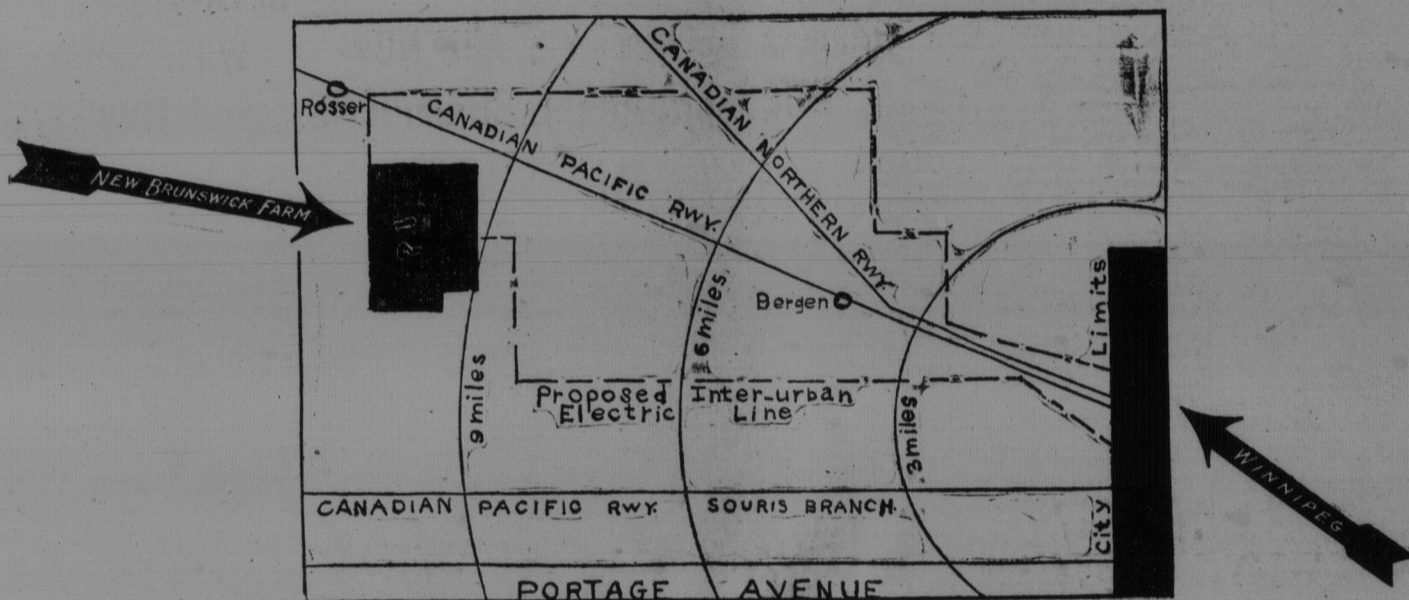 CANADIAN NORTHERN RWY.
Rosser
CANADIAN PACIFIC RWY.
NEW BRUNSWICK FARM
Bergen
City Limits
9 miles
6 miles
3 miles
Proposed Inter-urban
Electric Line
WINNIPEG
CANADIAN PACIFIC RWY. SOURIS BRANCH.
PORTAGE AVENUE